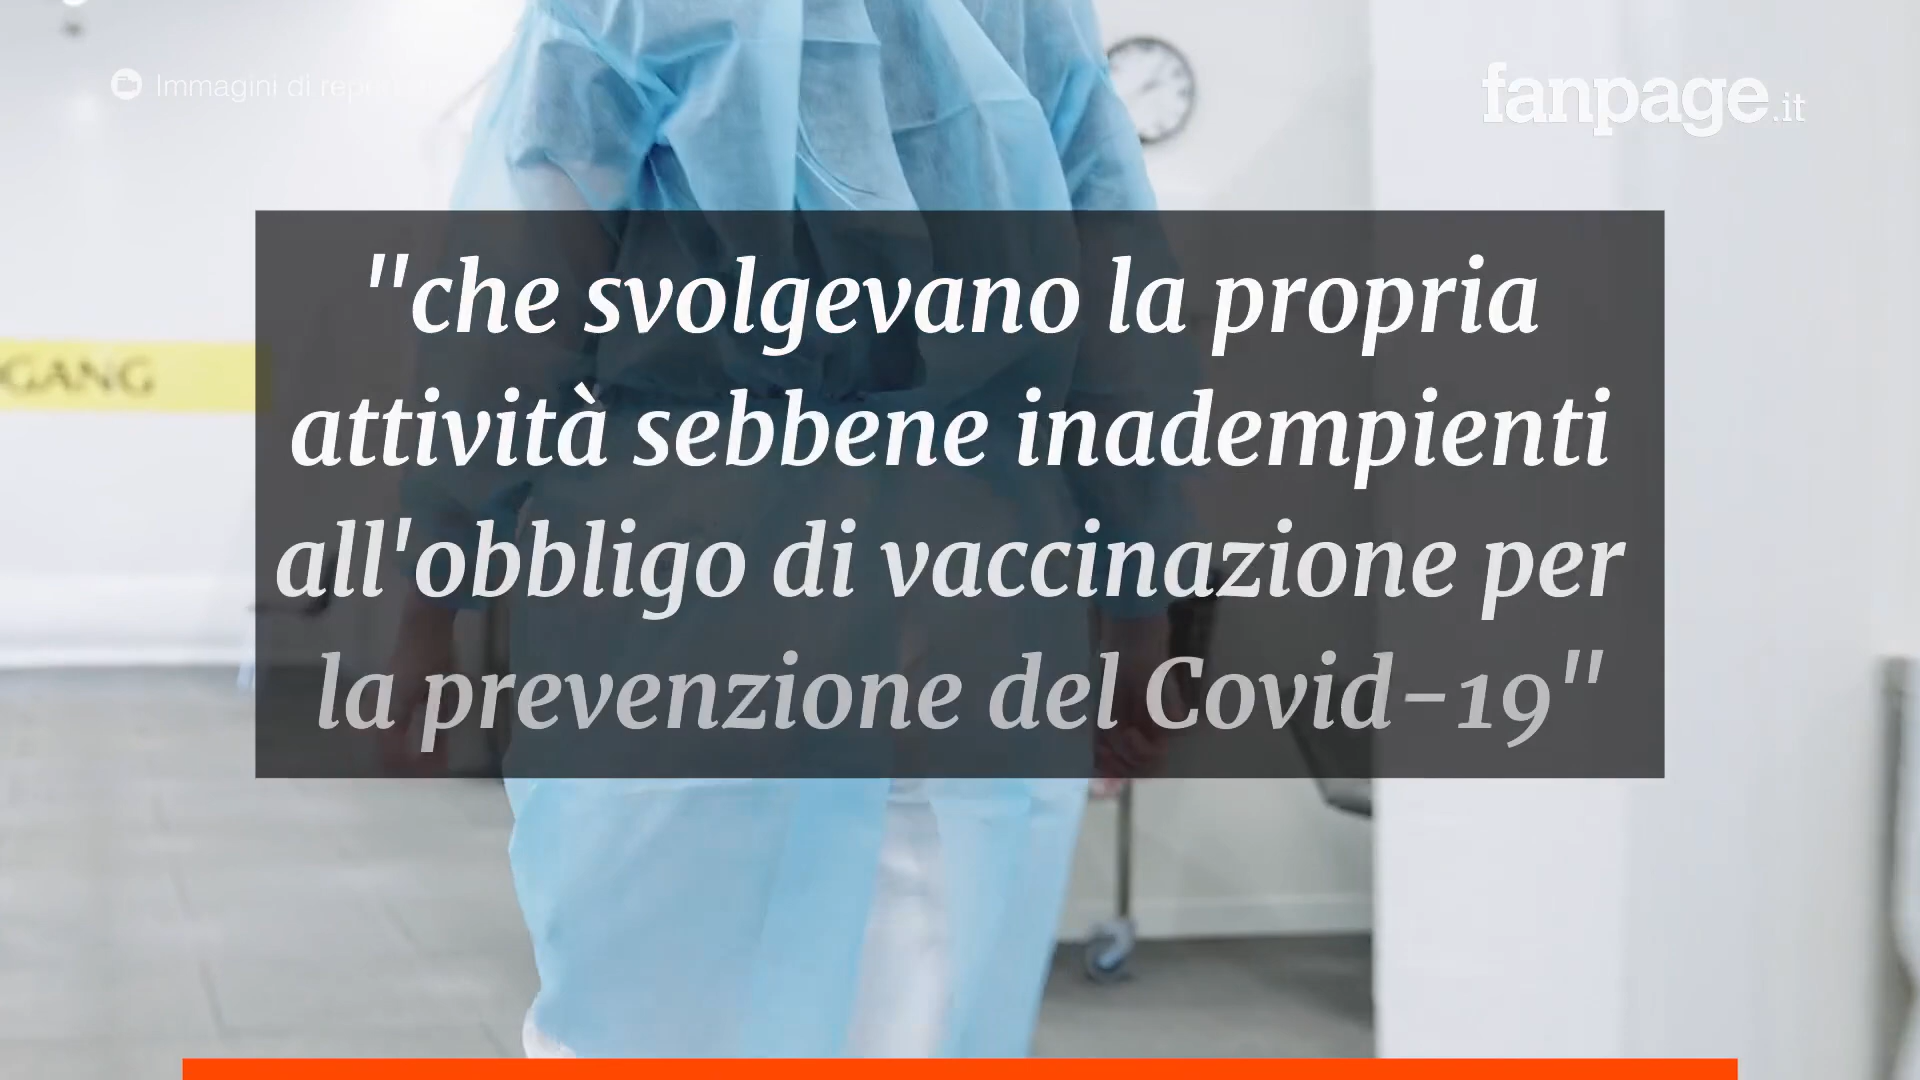 Immagini di
fanpage.it
GANG
"che svolgevano la propria
attività sebbene inadempienti
all'obbligo di vaccinazione per
la prevenzione del Covid-19"